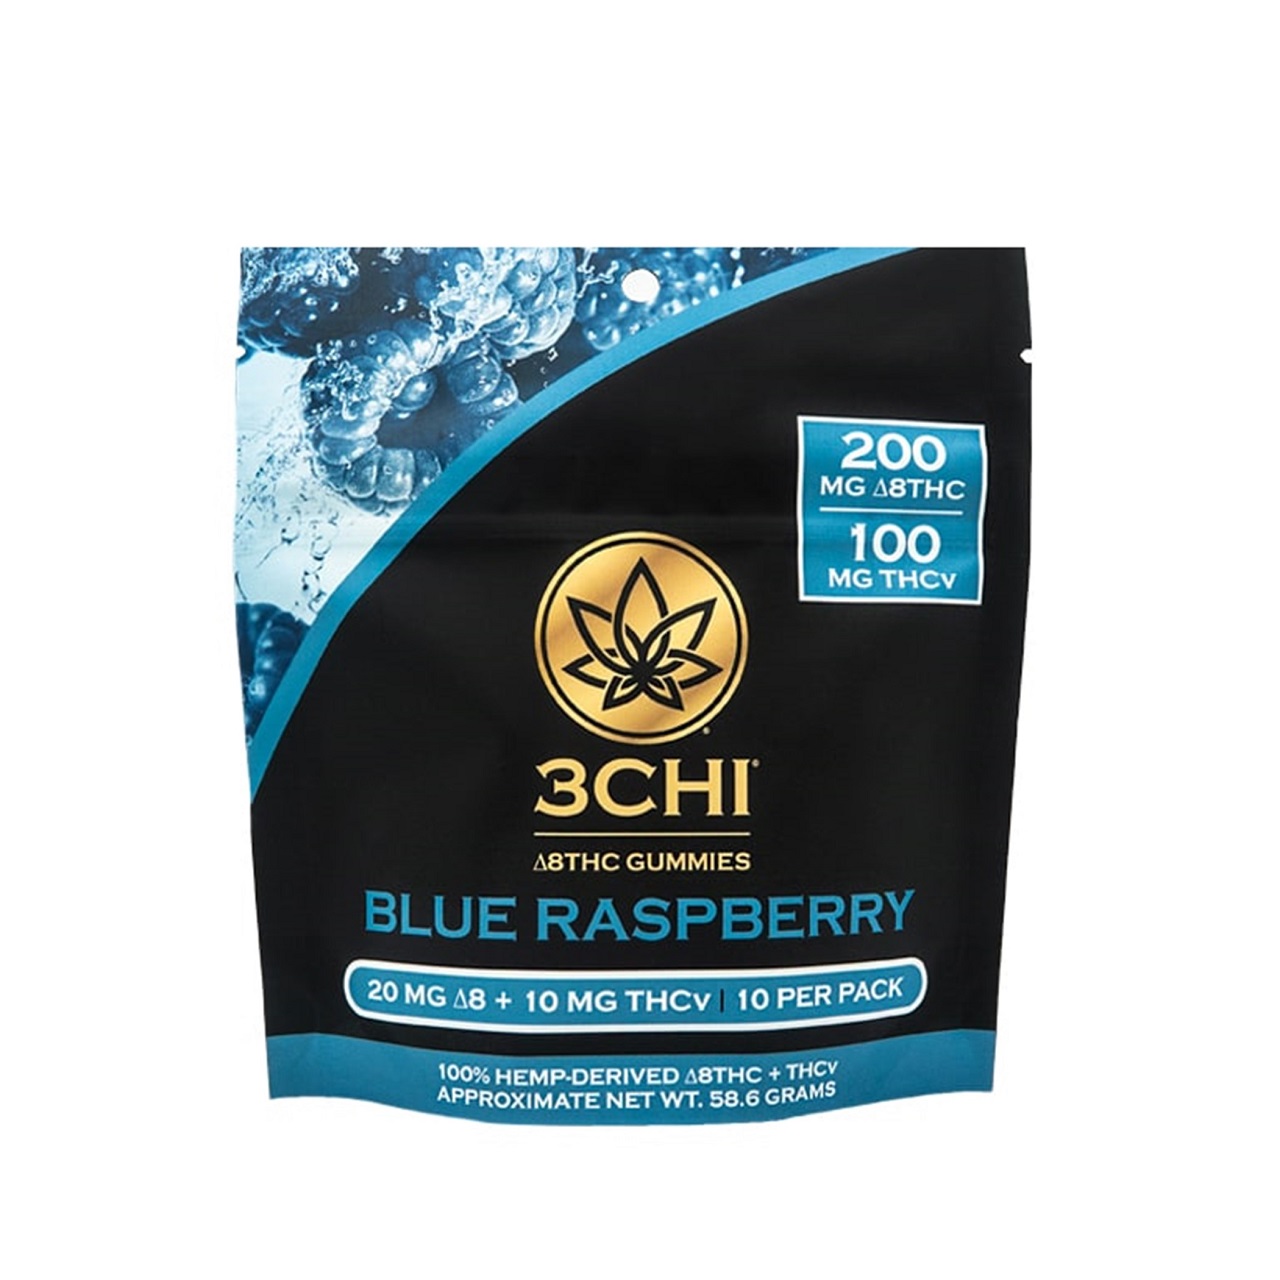 200
MG Δ8THC
100
MG THCv
3CHI®
Δ8THC GUMMIES
BLUE RASPBERRY
20 MG Δ8 + 10 MG THCv | 10 PER PACK
100% HEMP-DERIVED Δ8THC + THCv
APPROXIMATE NET WT. 58.6 GRAMS